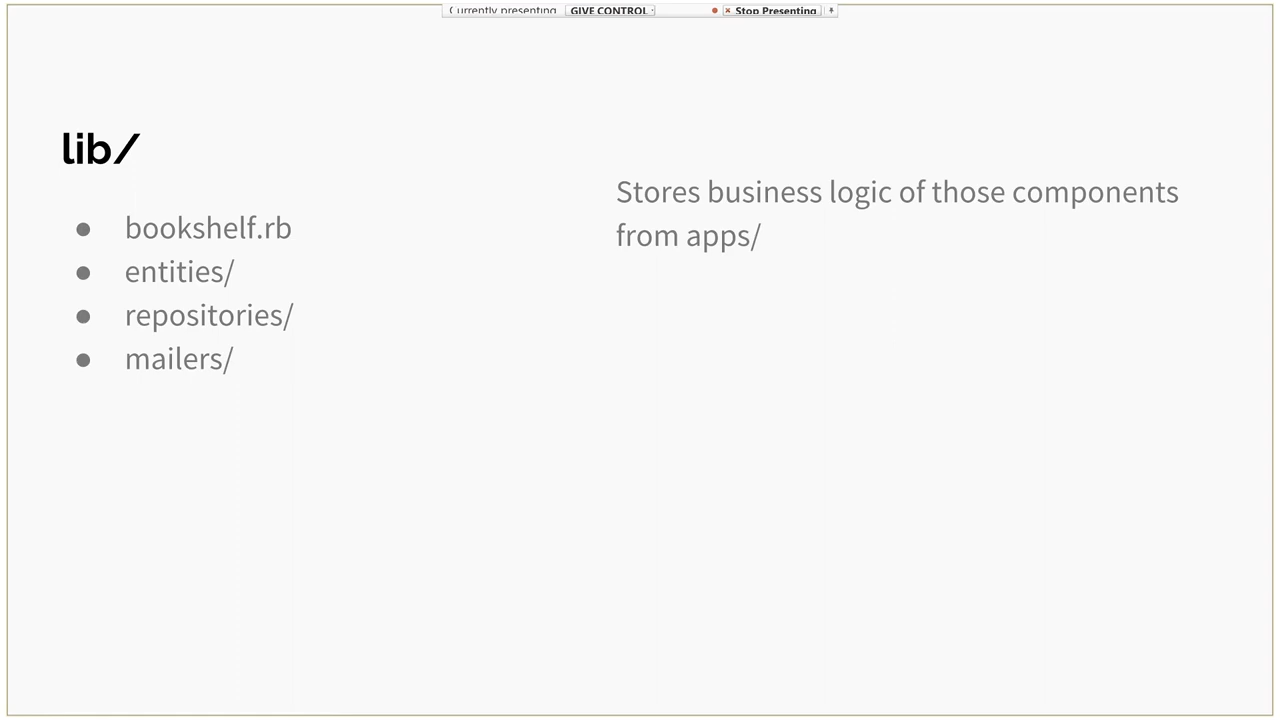 Currently presenting GIVE CONTROL Stop Presenting
lib/
bookshelf.rb
entities/
repositories/
mailers/
Stores business logic of those components
from apps/